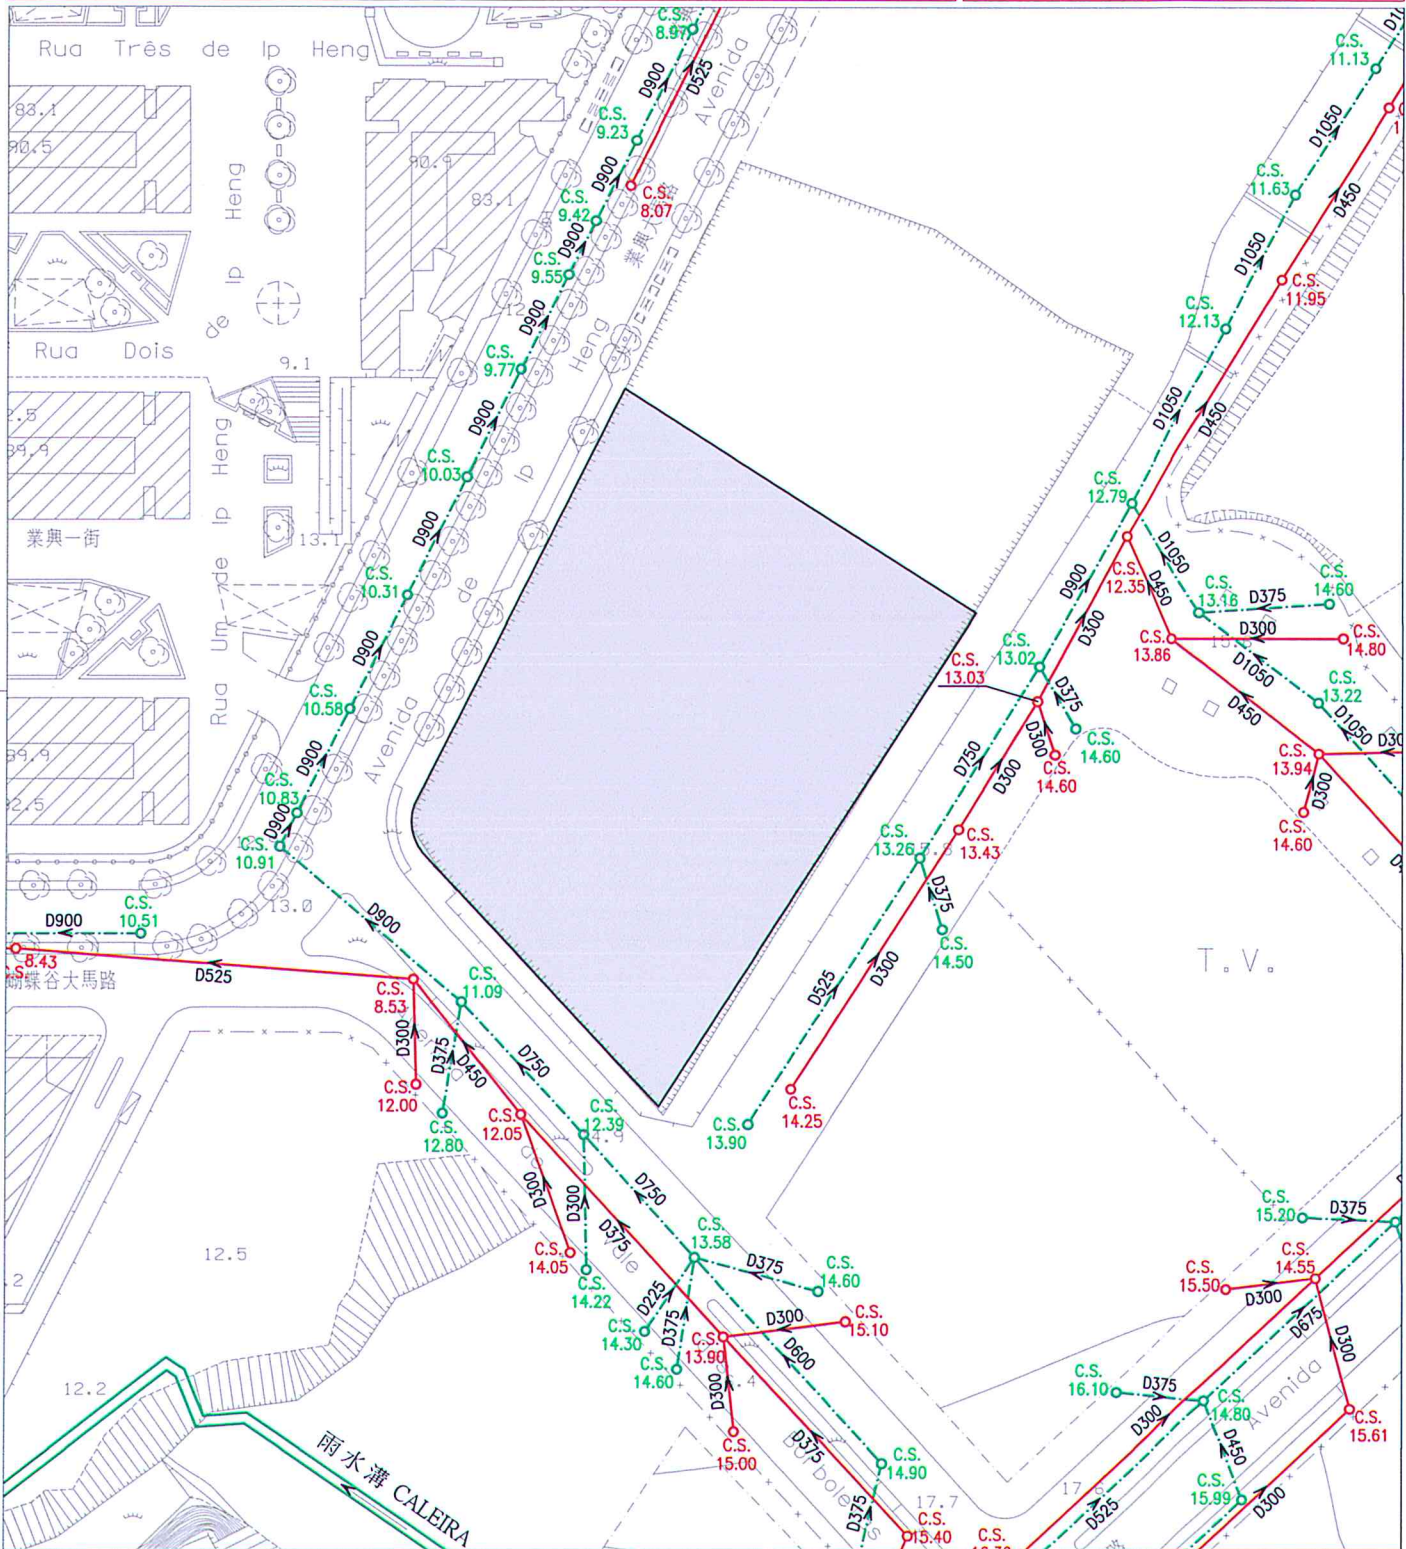 C.S.
8.97
D900
D525
Avenida
Rua Três de Ip Heng
C.S.
11.13
83.1
90.5
90.9
83.1
C.S.
9.23
D900
C.S.
8.07
C.S.
9.42
D900
業興大馬路
D1050
C.S.
11.63
D450
Rua Dois de Ip Heng
9.1
C.S.
9.55
D900
C.S.
9.77
Heng
D1050
C.S.
11.95
C.S.
12.13
D1050
D450
D900
C.S.
10.03
Ip
業興一街
13.1
D900
C.S.
10.31
de
C.S.
12.79
D1050
C.S.
12.35
D900
D300
D450
C.S.
13.16
D375
C.S.
14.60
C.S.
13.86
D300
C.S.
14.80
Rua Um de Ip Heng
D900
C.S.
10.58
Avenida
C.S.
13.02
C.S.
13.03
D375
D300
C.S.
14.60
C.S.
14.60
D1050
C.S.
13.22
D450
D1050
C.S.
13.94
D300
C.S.
14.60
89.9
D900
C.S.
10.83
D900
C.S.
10.91
13.0
D750
D300
C.S.
13.26
C.S.
13.43
D375
C.S.
14.50
D900
C.S.
10.51
D900
C.S.
8.43
蝴蝶谷大馬路
D525
C.S.
8.53
C.S.
11.09
D525
D300
T.V.
D300
C.S.
12.00
D375
C.S.
12.80
D450
D750
C.S.
12.05
C.S.
12.39
C.S.
13.90
C.S.
14.25
D300
C.S.
14.05
D300
C.S.
14.22
D375
D750
Vale
C.S.
13.58
D375
C.S.
14.60
D225
C.S.
14.30
D375
C.S.
14.60
C.S.
13.90
D300
C.S.
15.10
D300
C.S.
15.00
D600
D375
C.S.
14.90
D375
C.S.
15.40
Borboletas
17.7
C.S.
15.20
D375
C.S.
14.55
C.S.
15.50
D300
D675
D300
C.S.
15.61
C.S.
16.10
D375
C.S.
14.80
D300
Avenida
D450
C.S.
15.99
D525
D300
12.5
12.2
雨水溝 CALEIRA